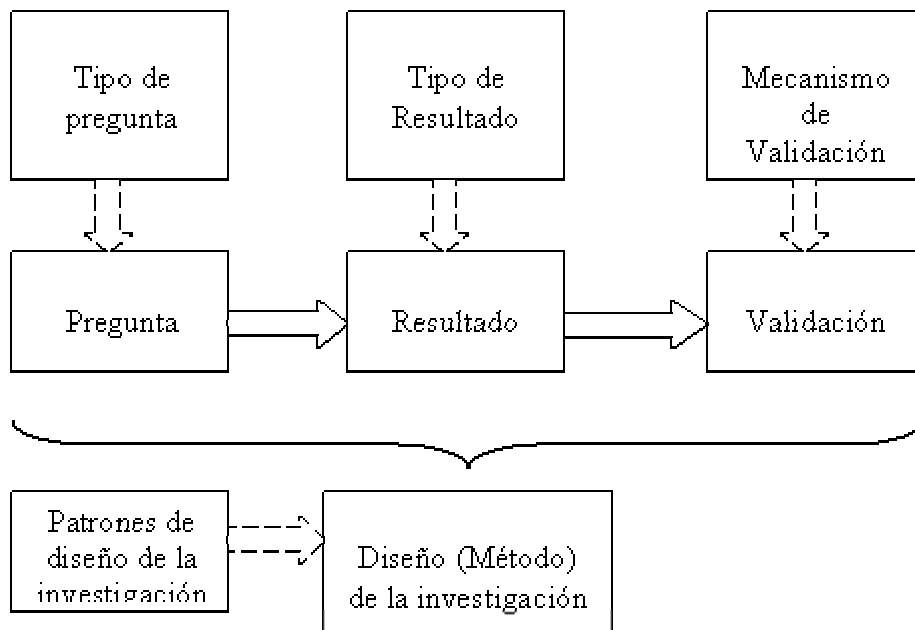 Tipo de
pregunta
Tipo de
Resultado
Mecanismo
de
Validación
Pregunta
Resultado
Validación
Patrones de
diseño de la
investigación
Diseño (Método)
de la investigación